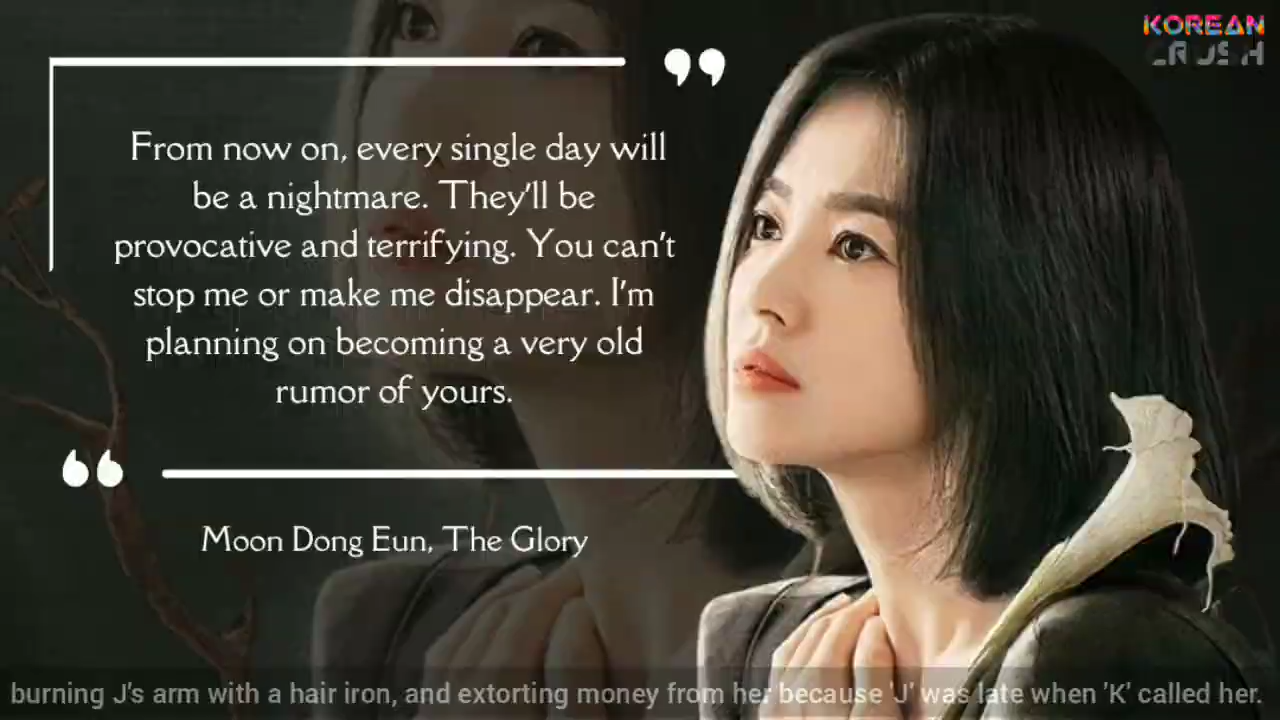 KOREAN
CRUSH
”
From now on, every single day will
be a nightmare. They'll be
provocative and terrifying. You can't
stop me or make me disappear. I'm
planning on becoming a very old
rumor of yours.
“
Moon Dong Eun, The Glory
burning J's arm with a hair iron, and extorting money from her because 'J' was late when 'K' called her.